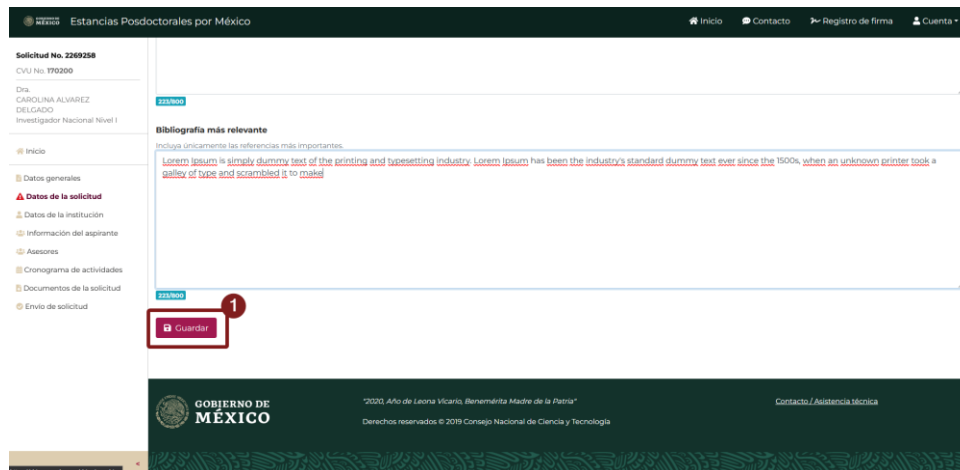 GOBIERNO DE MÉXICO Estancias Posdoctorales por México Inicio Contacto Registro de firma Cuenta
Solicitud No. 2269258
CVU No. 170200
Dra.
CAROLINA ALVAREZ
DELGADO
Investigador Nacional Nivel I
Inicio
Datos generales
Datos de la solicitud
Datos de la institución
Información del aspirante
Asesores
Cronograma de actividades
Documentos de la solicitud
Envío de solicitud
223/800
Bibliografía más relevante
Incluya únicamente las referencias más importantes.
Lorem Ipsum is simply dummy text of the printing and typesetting industry. Lorem Ipsum has been the industry's standard dummy text ever since the 1500s, when an unknown printer took a
galley of type and scrambled it to make
223/800
1
Guardar
GOBIERNO DE
MÉXICO
"2020, Año de Leona Vicario, Benemérita Madre de la Patria"
Derechos reservados © 2019 Consejo Nacional de Ciencia y Tecnología
Contacto / Asistencia técnica
«